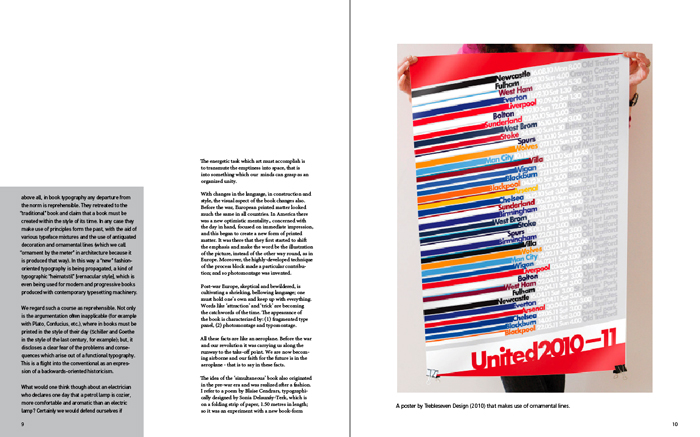 above all, in book typography any departure from
the norm is reprehensible. They retreated to the
"traditional" book and claim that a book must be
created within the style of its time. In any case they
make use of principles form the past, with the aid of
various typeface mixtures and the use of antiquated
decoration and ornamental lines (which we call
"ornament by the meter" in architecture because it
is produced that way). In this way a "new" fashion-
oriented typography is being propagated, a kind of
typographic "heimatstil" (vernacular style), which is
even being used for modern and progressive books
produced with contemporary typesetting machinery.
We regard such a course as reprehensible. Not only
is the argumentation often inapplicable (for example
with Plato, Confucius, etc.), where in books must be
printed in the style of their day (Schiller and Goethe
in the style of the last century, for example); but, it
discloses a clear fear of the problems and conse-
quences which arise out of a functional typography.
This is a flight into the conventional as an expres-
sion of a backwards-oriented historicism.
What would one think about an electrician
who declares one day that a petrol lamp is cozier,
more comfortable and aromatic than an electric
lamp? Certainly we would defend ourselves if
9
The energetic task which art must accomplish is
to transmute the emptiness into space, that is
into something which our minds can grasp as an
organized unity.
With changes in the language, in construction and
style, the visual aspect of the book changes also.
Before the war, European printed matter looked
much the same in all countries. In America there
was a new optimistic mentality, concerned with
the day in hand, focused on immediate impression,
and this began to create a new form of printed
matter. It was there that they first started to shift
the emphasis and make the word be the illustration
of the picture, instead of the other way round, as in
Europe. Moreover, the highly-developed technique
of the process block made a particular contribu-
tion; and so photomontage was invented.
Post-war Europe, skeptical and bewildered, is
cultivating a shrieking, bellowing language; one
must hold one's own and keep up with everything.
Words like 'attraction' and 'trick' are becoming
the catchwords of the time. The appearance of
the book is characterized by: (1) fragmented type
panel, (2) photomontage and typomontage.
All these facts are like an aeroplane. Before the war
and our revolution it was carrying us along the
runway to the take-off point. We are now becom-
ing airborne and our faith for the future is in the
aeroplane - that is to say in these facts.
The idea of the 'simultaneous' book also originated
in the pre-war era and was realized after a fashion.
I refer to a poem by Blaise Cendrars, typographi-
cally designed by Sonia Delaunay-Terk, which is
on a folding strip of paper, 1.50 metres in length;
so it was an experiment with a new book-form
Newcastle
Fulham
West Ham
Everton
Liverpool
Bolton
Sunderland
West Brom
Stoke
Spurs
Wolves
Man City
Villa
Wigan
Blackburn
Blackpool
Arsenal
Chelsea
Sunderland
Birmingham
West Brom
Stoke
Spurs
Birmingham
Villa
Wolves
Man City
Wigan
Liverpool
Bolton
West Ham
Fulham
Newcastle
Everton
Arsenal
Chelsea
Blackburn
Blackpool
United 2010–11
A poster by Trebleseven Design (2010) that makes use of ornamental lines.
10